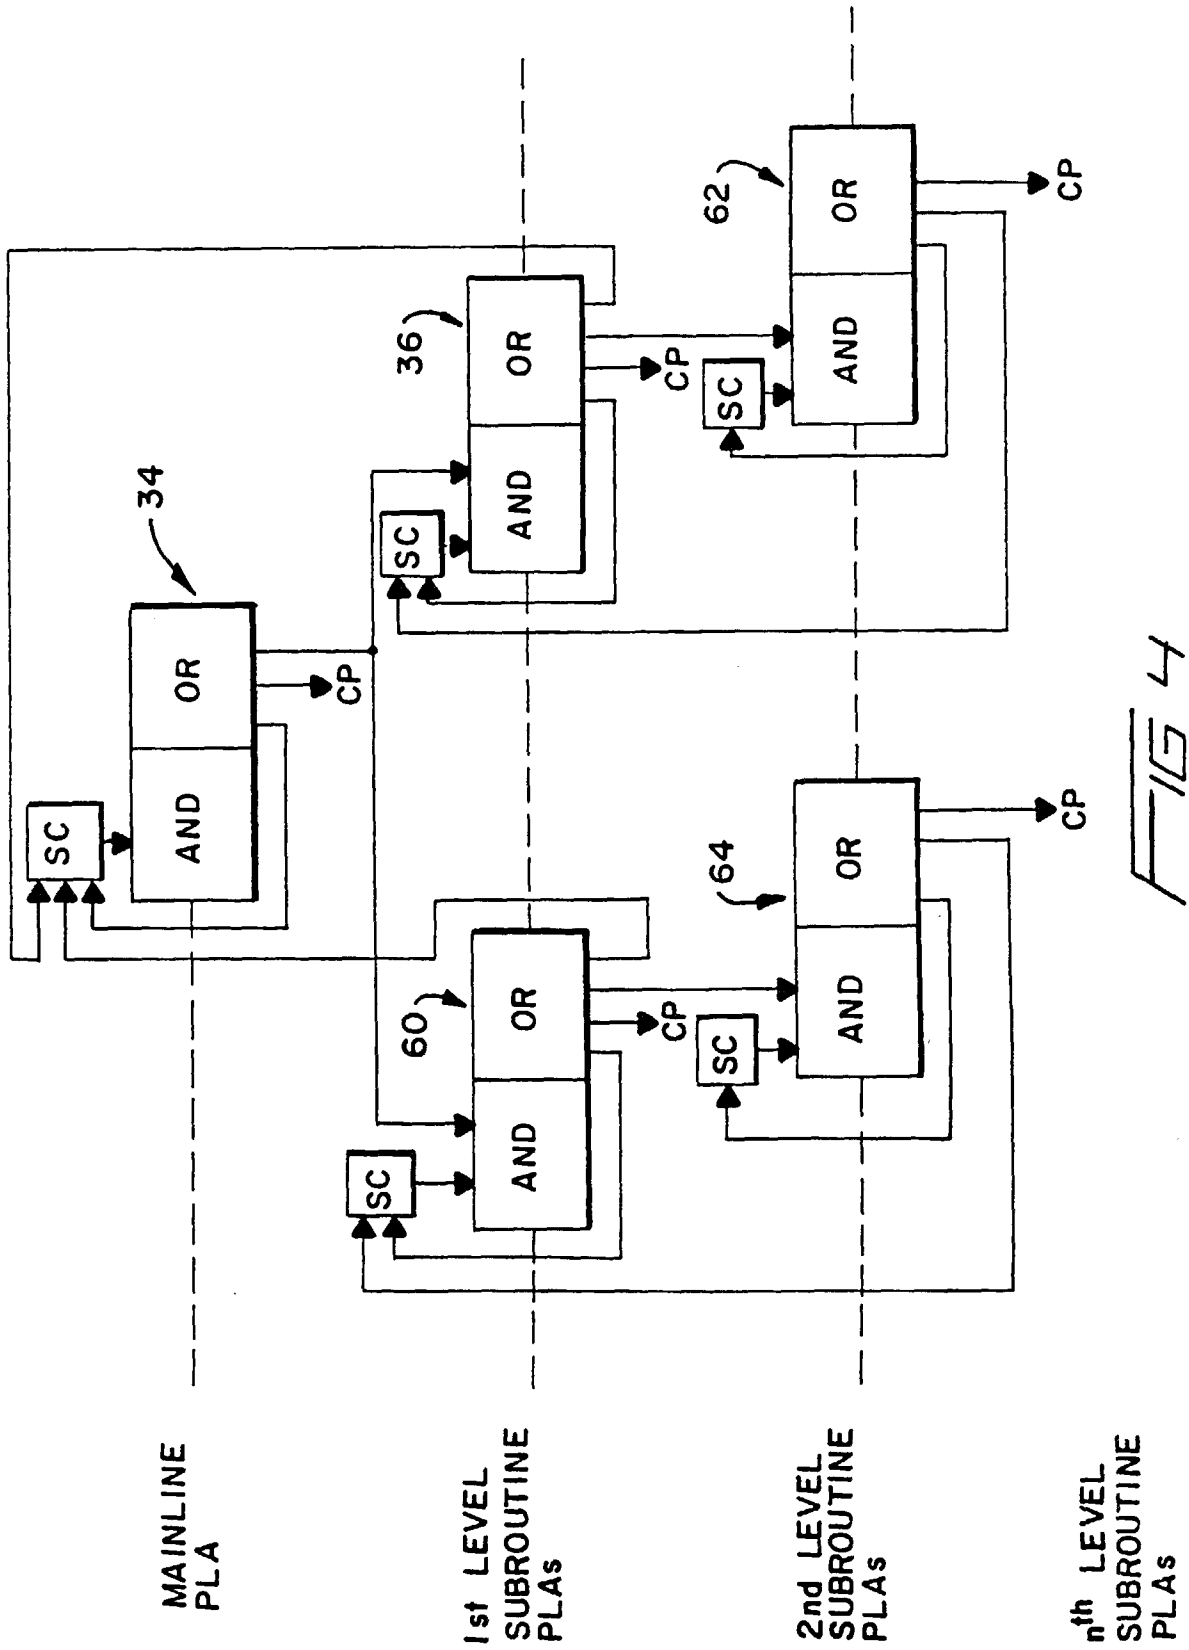 MAINLINE
PLA
SC
AND
OR
34
CP
1st LEVEL
SUBROUTINE
PLAs
SC
AND
OR
60
CP
SC
AND
OR
36
CP
2nd LEVEL
SUBROUTINE
PLAs
SC
AND
OR
64
CP
SC
AND
OR
62
CP
nth LEVEL
SUBROUTINE
PLAs
FIG 4